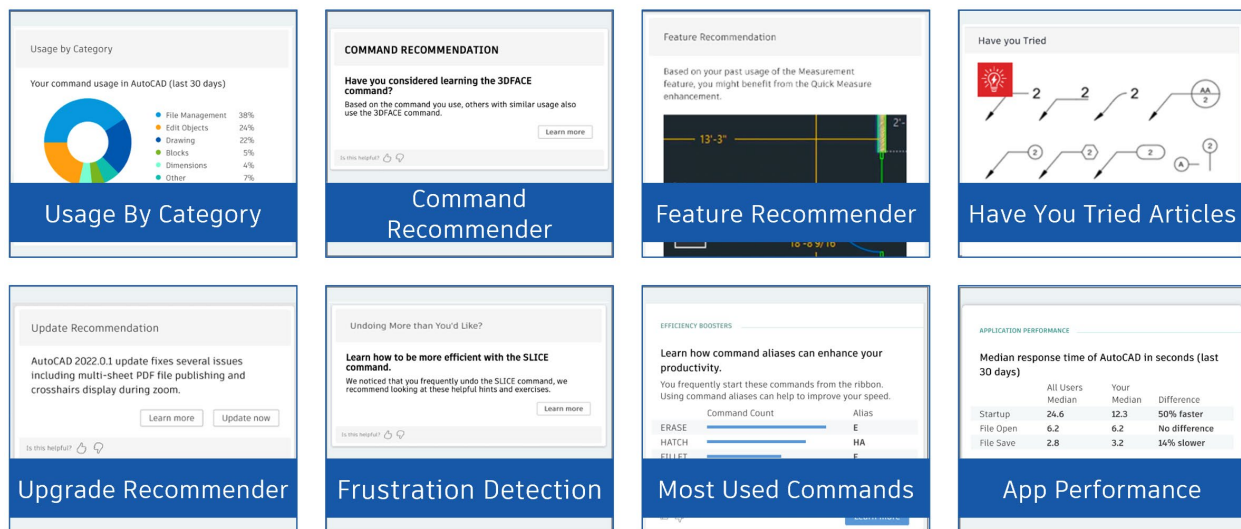 Usage by Category
Your command usage in AutoCAD (last 30 days)
File Management 38%
Edit Objects 24%
Drawing 22%
Blocks 5%
Dimensions 4%
Other 7%
Usage By Category
COMMAND RECOMMENDATION
Have you considered learning the 3DFACE
command?
Based on the command you use, others with similar usage also
use the 3DFACE command.
Learn more
Is this helpful?
Command
Recommender
Feature Recommendation
Based on your past usage of the Measurement
feature, you might benefit from the Quick Measure
enhancement.
13'-3"
2'-
Feature Recommender
18'-8 9/16
Have you Tried
2 2 2 AA
2
2 2 2 2
A
Have You Tried Articles
Update Recommendation
AutoCAD 2022.0.1 update fixes several issues
including multi-sheet PDF file publishing and
crosshairs display during zoom.
Learn more Update now
Is this helpful?
Upgrade Recommender
Undoing More than You'd Like?
Learn how to be more efficient with the SLICE
command.
We noticed that you frequently undo the SLICE command, we
recommend looking at these helpful hints and exercises.
Learn more
Is this helpful?
Frustration Detection
EFFICIENCY BOOSTERS
Learn how command aliases can enhance your
productivity.
You frequently start these commands from the ribbon.
Using command aliases can help to improve your speed.
Command Count Alias
ERASE E
HATCH HA
FILLET F
Most Used Commands
Learn more
APPLICATION PERFORMANCE
Median response time of AutoCAD in seconds (last
30 days)
All Users Your
Median Median Difference
Startup 24.6 12.3 50% faster
File Open 6.2 6.2 No difference
File Save 2.8 3.2 14% slower
App Performance